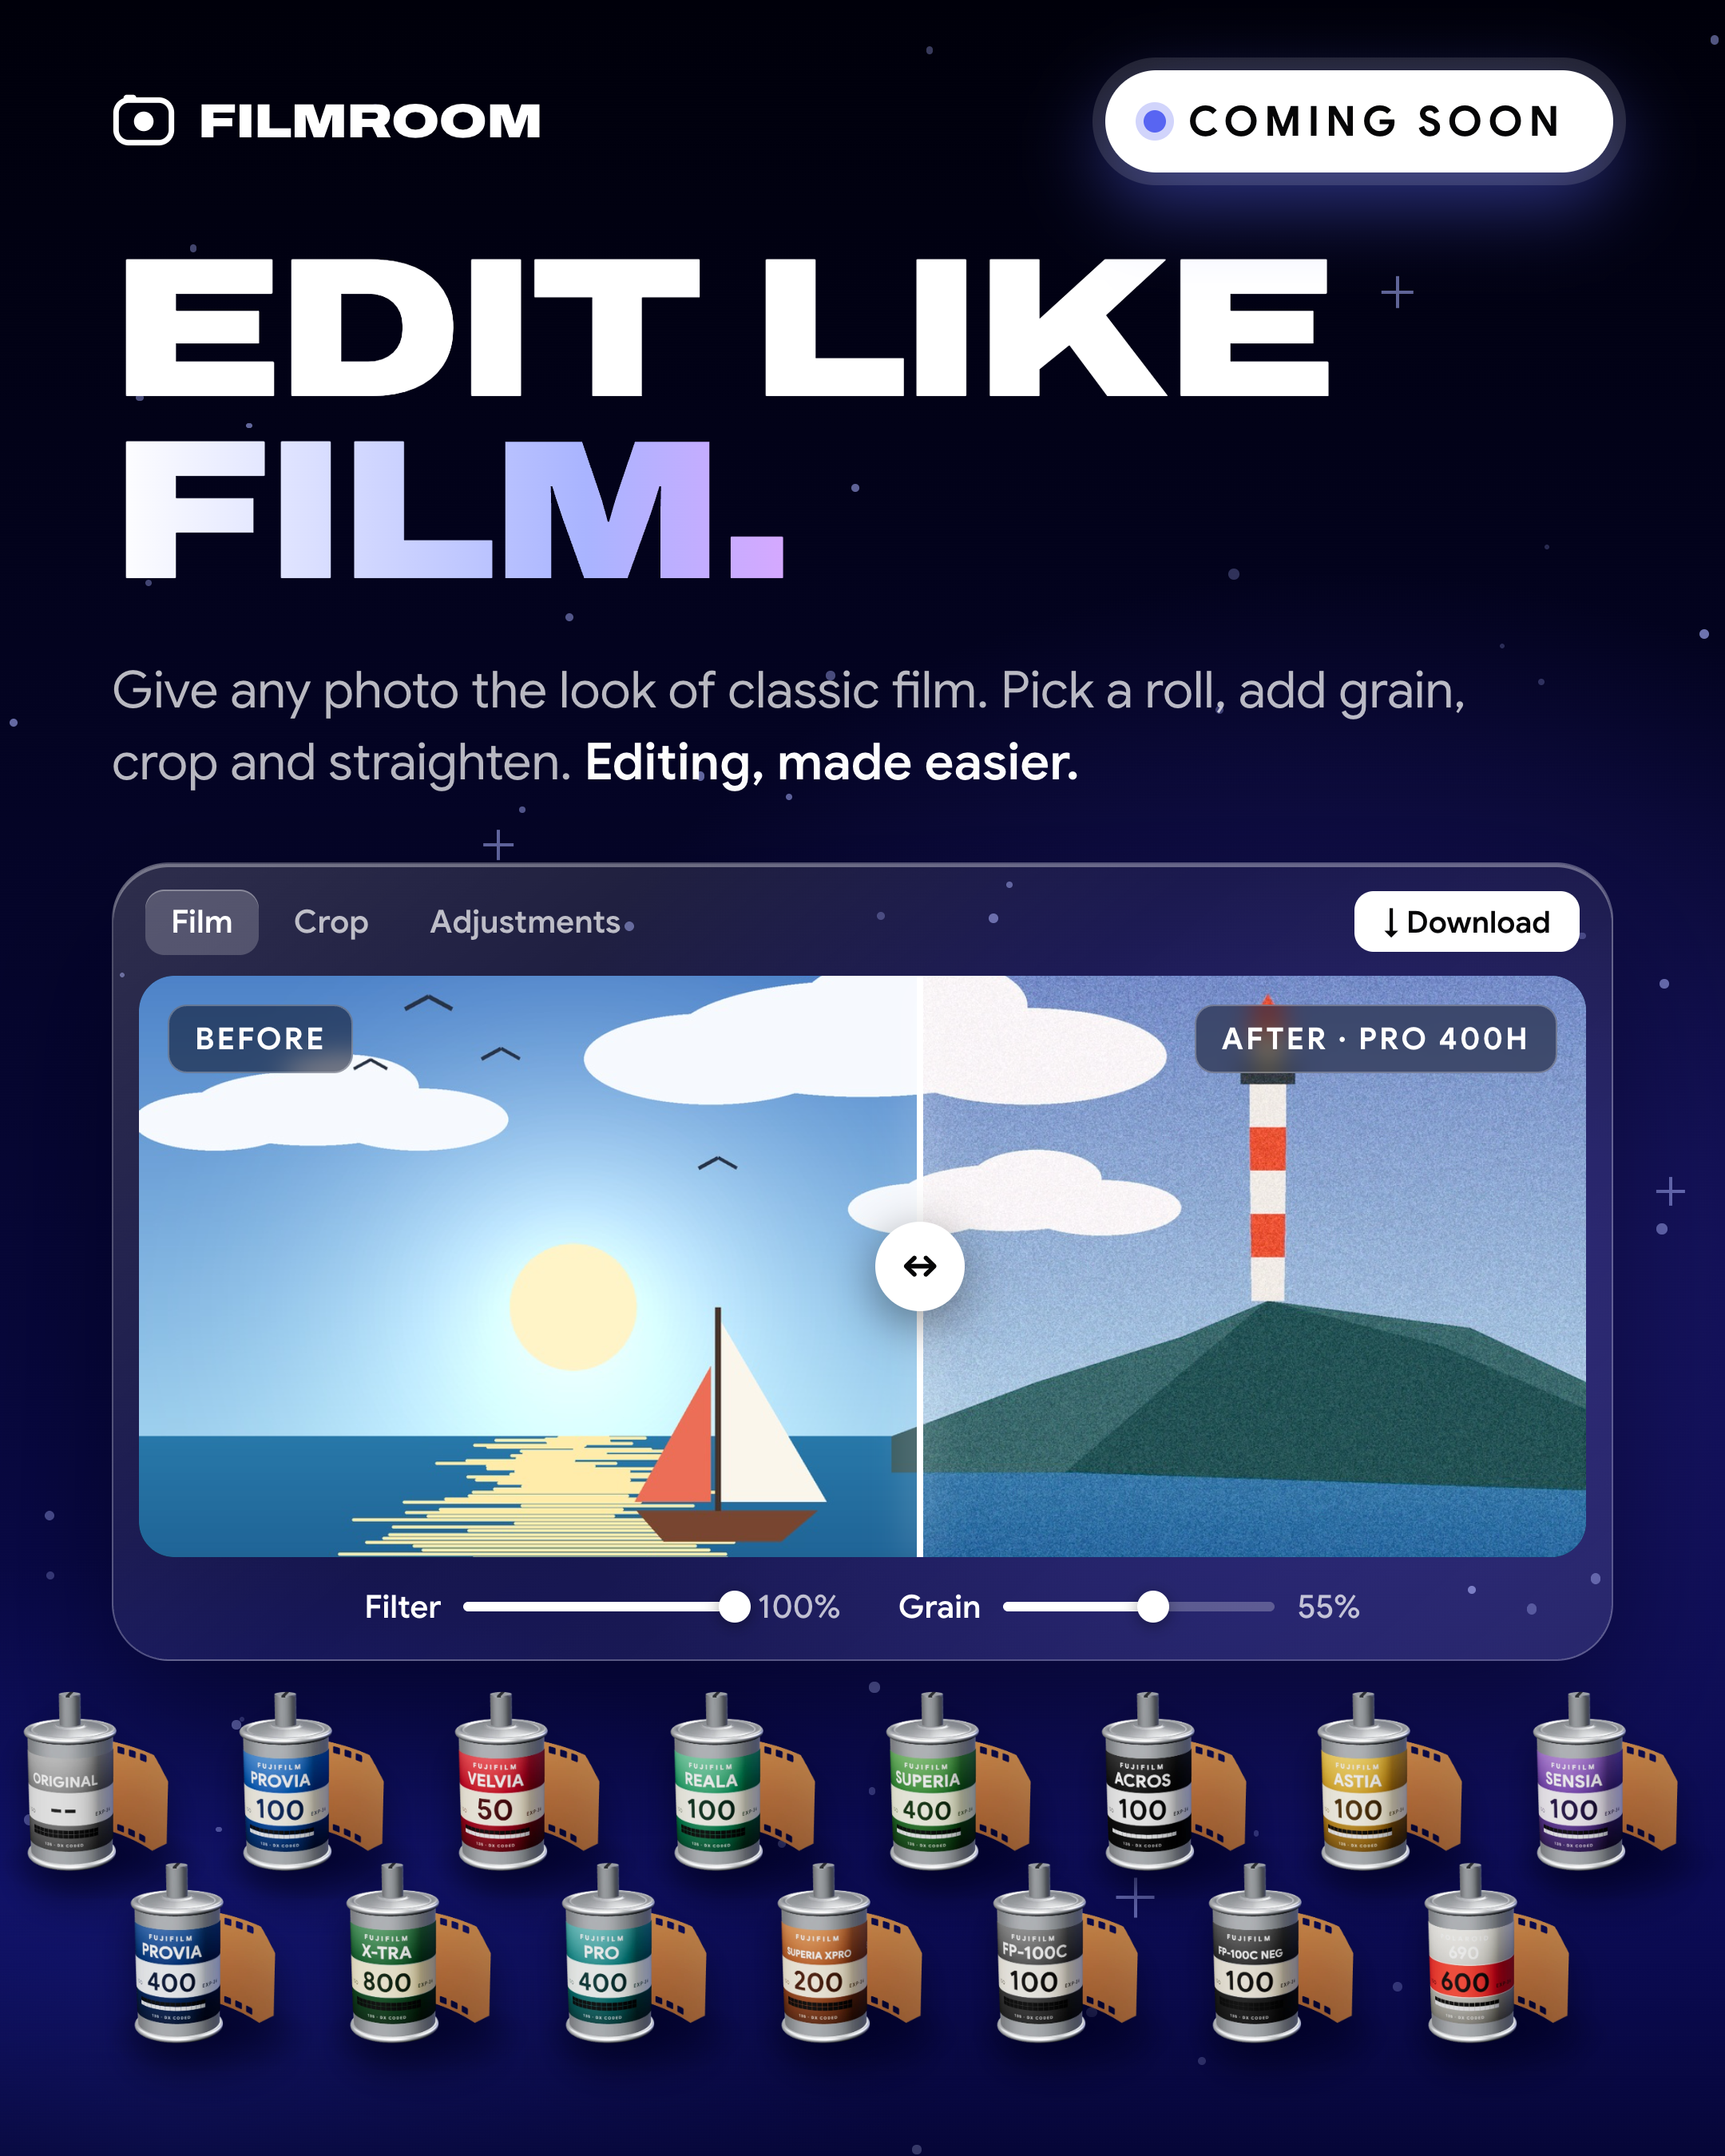 FILMROOM
COMING SOON
EDIT LIKE
FILM.
Give any photo the look of classic film. Pick a roll, add grain,
crop and straighten. Editing, made easier.
Film Crop Adjustments
↓ Download
BEFORE
AFTER · PRO 400H
Filter 100% Grain 55%
ORIGINAL
--
FUJIFILM
PROVIA
100
FUJIFILM
VELVIA
50
FUJIFILM
REALA
100
FUJIFILM
SUPERIA
400
FUJIFILM
ACROS
100
FUJIFILM
ASTIA
100
FUJIFILM
SENSIA
100
FUJIFILM
PROVIA
400
FUJIFILM
X-TRA
800
FUJIFILM
PRO
400
FUJIFILM
SUPERIA XPRO
200
FUJIFILM
FP-100C
100
FUJIFILM
FP-100C NEG
100
690
600